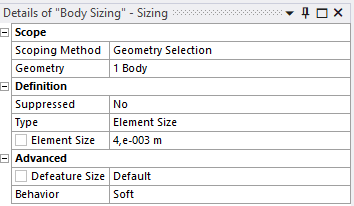 Details of "Body Sizing" - Sizing
Scope
Scoping Method Geometry Selection
Geometry 1 Body
Definition
Suppressed No
Type Element Size
Element Size 4,e-003 m
Advanced
Defeature Size Default
Behavior Soft